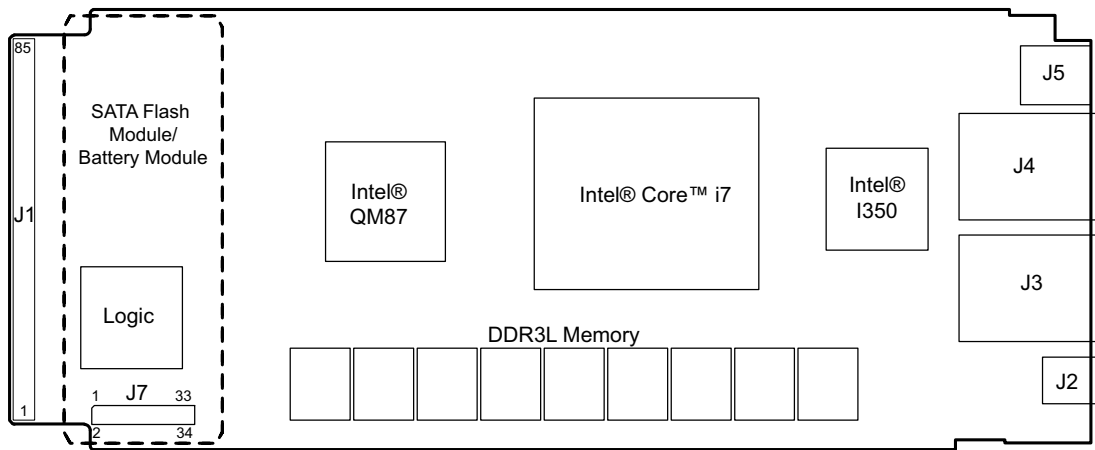 85
SATA Flash
Module/
Battery Module
J1
Logic
J7
1
33
2
34
1
Intel®
QM87
Intel® Core™ i7
Intel®
I350
DDR3L Memory
J5
J4
J3
J2